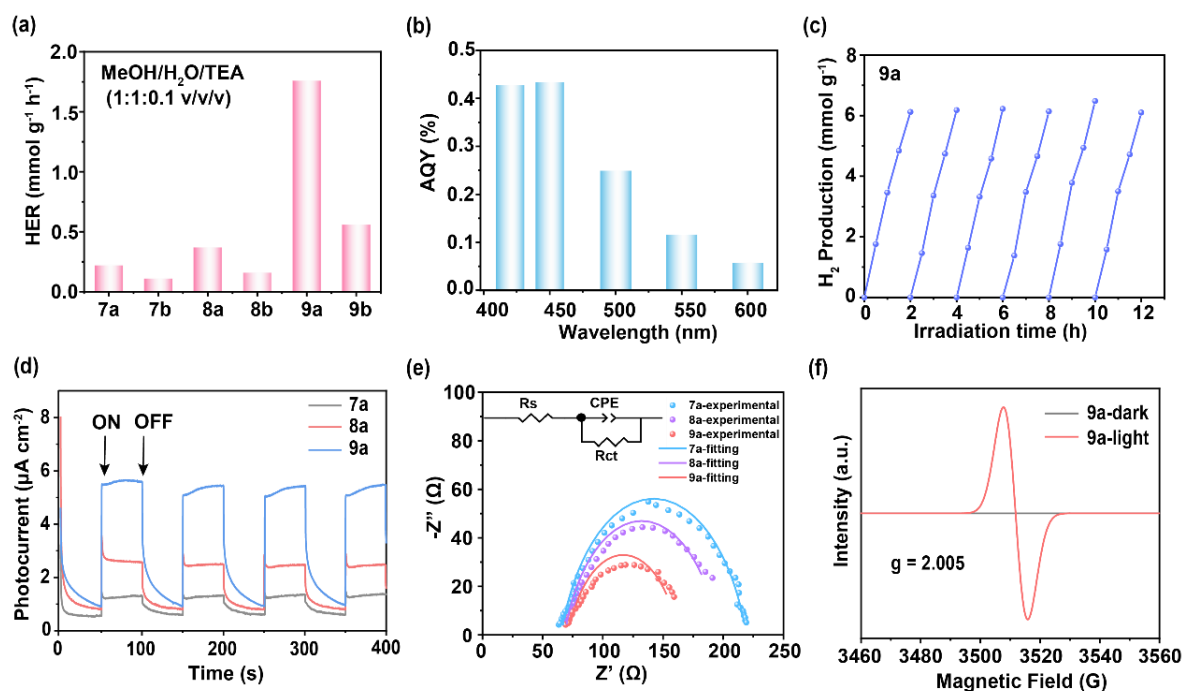 (a)
HER (mmol g⁻¹ h⁻¹)
2.0
1.5
1.0
0.5
0.0
MeOH/H₂O/TEA
(1:1:0.1 v/v/v)
7a 7b 8a 8b 9a 9b
(b)
AQY (%)
0.5
0.4
0.3
0.2
0.1
0.0
400 450 500 550 600
Wavelength (nm)
(c)
H₂ Production (mmol g⁻¹)
8
6
4
2
0
9a
0 2 4 6 8 10 12
Irradiation time (h)
(d)
Photocurrent (µA cm⁻²)
8
6
4
2
0
ON OFF
7a
8a
9a
0 100 200 300 400
Time (s)
(e)
-Z'' (Ω)
100
80
60
40
20
0
Rs CPE
Rct
7a-experimental
8a-experimental
9a-experimental
7a-fitting
8a-fitting
9a-fitting
0 50 100 150 200 250
Z' (Ω)
(f)
Intensity (a.u.)
9a-dark
9a-light
g = 2.005
3460 3480 3500 3520 3540 3560
Magnetic Field (G)